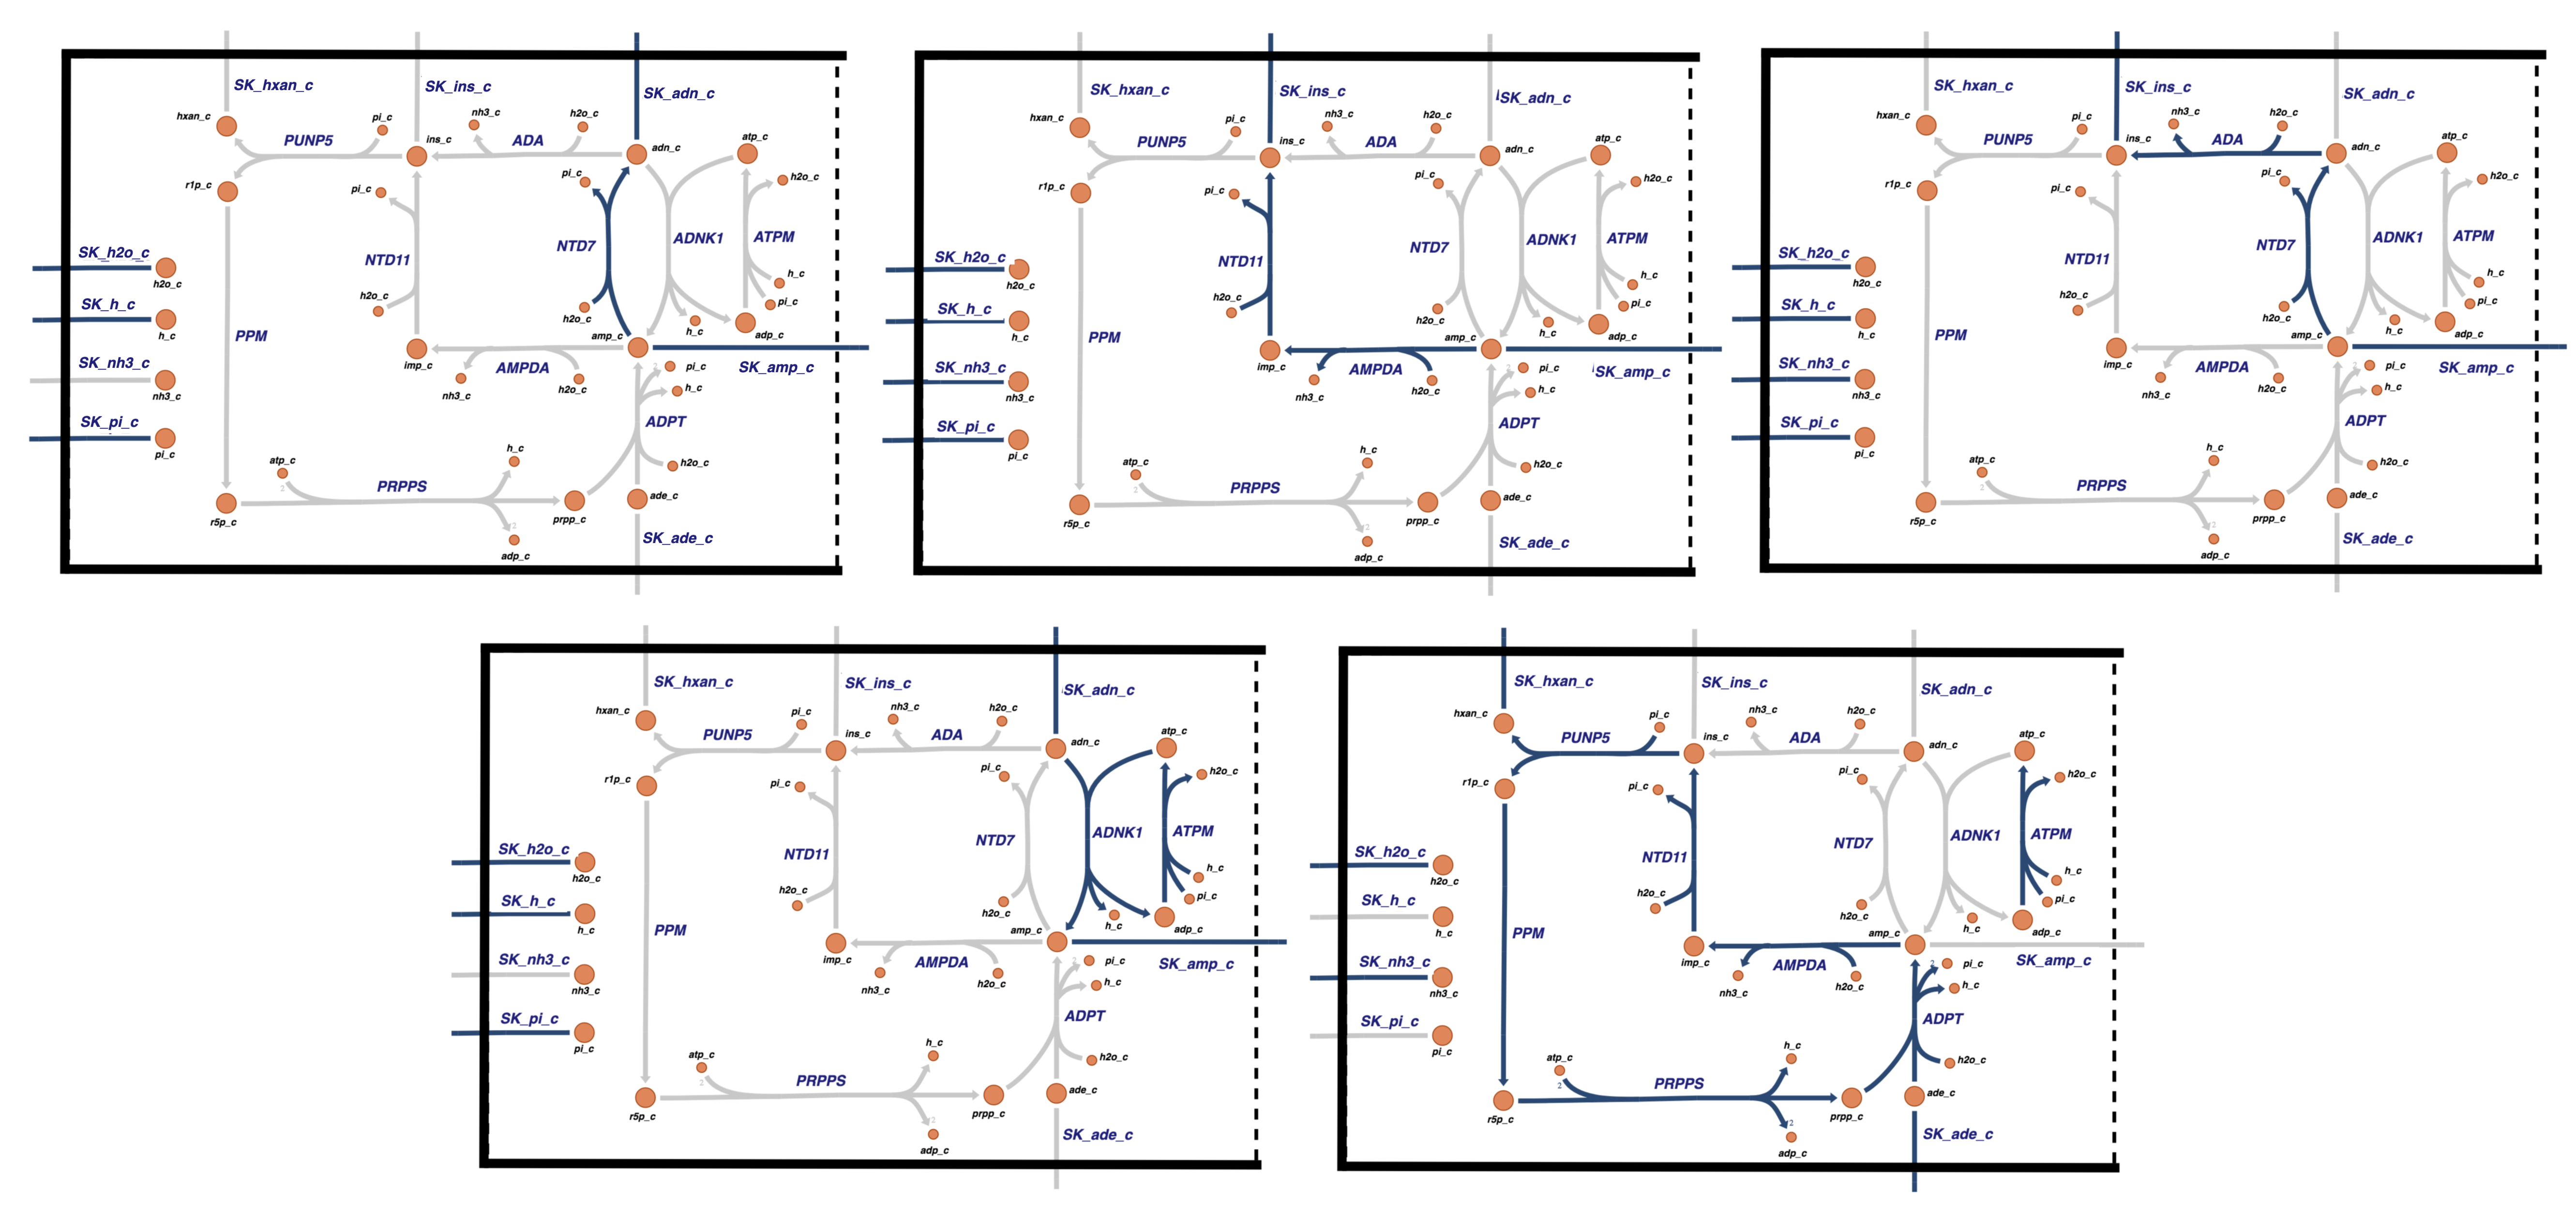 SK_hxan_c
SK_ins_c
SK_adn_c
hxan_c
pi_c
nh3_c
h2o_c
PUNP5
ins_c
ADA
adn_c
atp_c
r1p_c
pi_c
pi_c
h2o_c
SK_h2o_c
h2o_c
NTD11
NTD7
ADNK1
ATPM
h_c
SK_h_c
h_c
h2o_c
h2o_c
h_c
pi_c
PPM
amp_c
adp_c
SK_nh3_c
nh3_c
imp_c
nh3_c
AMPDA
h2o_c
pi_c
h_c
SK_amp_c
SK_pi_c
pi_c
ADPT
atp_c
2
PRPPS
h_c
h2o_c
r5p_c
prpp_c
ade_c
2
adp_c
SK_ade_c
SK_hxan_c
SK_ins_c
SK_adn_c
hxan_c
pi_c
nh3_c
h2o_c
PUNP5
ins_c
ADA
adn_c
atp_c
r1p_c
pi_c
pi_c
h2o_c
SK_h2o_c
h2o_c
NTD11
NTD7
ADNK1
ATPM
h_c
SK_h_c
h_c
h2o_c
h2o_c
h_c
pi_c
PPM
amp_c
adp_c
SK_nh3_c
nh3_c
imp_c
nh3_c
AMPDA
h2o_c
pi_c
h_c
SK_amp_c
SK_pi_c
pi_c
ADPT
atp_c
2
PRPPS
h_c
h2o_c
r5p_c
prpp_c
ade_c
2
adp_c
SK_ade_c
SK_hxan_c
SK_ins_c
SK_adn_c
hxan_c
pi_c
nh3_c
h2o_c
PUNP5
ins_c
ADA
adn_c
atp_c
r1p_c
pi_c
pi_c
h2o_c
SK_h2o_c
h2o_c
NTD11
NTD7
ADNK1
ATPM
h_c
SK_h_c
h_c
h2o_c
h2o_c
h_c
pi_c
PPM
amp_c
adp_c
SK_nh3_c
nh3_c
imp_c
nh3_c
AMPDA
h2o_c
pi_c
h_c
SK_amp_c
SK_pi_c
pi_c
ADPT
atp_c
2
PRPPS
h_c
h2o_c
r5p_c
prpp_c
ade_c
2
adp_c
SK_ade_c
SK_hxan_c
SK_ins_c
SK_adn_c
hxan_c
pi_c
nh3_c
h2o_c
PUNP5
ins_c
ADA
adn_c
atp_c
r1p_c
pi_c
pi_c
h2o_c
SK_h2o_c
h2o_c
NTD11
NTD7
ADNK1
ATPM
h_c
SK_h_c
h_c
h2o_c
h2o_c
h_c
pi_c
PPM
amp_c
adp_c
SK_nh3_c
nh3_c
imp_c
nh3_c
AMPDA
h2o_c
pi_c
h_c
SK_amp_c
SK_pi_c
pi_c
ADPT
atp_c
2
PRPPS
h_c
h2o_c
r5p_c
prpp_c
ade_c
2
adp_c
SK_ade_c
SK_hxan_c
SK_ins_c
SK_adn_c
hxan_c
pi_c
nh3_c
h2o_c
PUNP5
ins_c
ADA
adn_c
atp_c
r1p_c
pi_c
pi_c
h2o_c
SK_h2o_c
h2o_c
NTD11
NTD7
ADNK1
ATPM
h_c
SK_h_c
h_c
h2o_c
h2o_c
h_c
pi_c
PPM
amp_c
adp_c
SK_nh3_c
nh3_c
imp_c
nh3_c
AMPDA
h2o_c
2
pi_c
h_c
SK_amp_c
SK_pi_c
pi_c
ADPT
atp_c
2
PRPPS
h_c
h2o_c
r5p_c
prpp_c
ade_c
2
adp_c
SK_ade_c